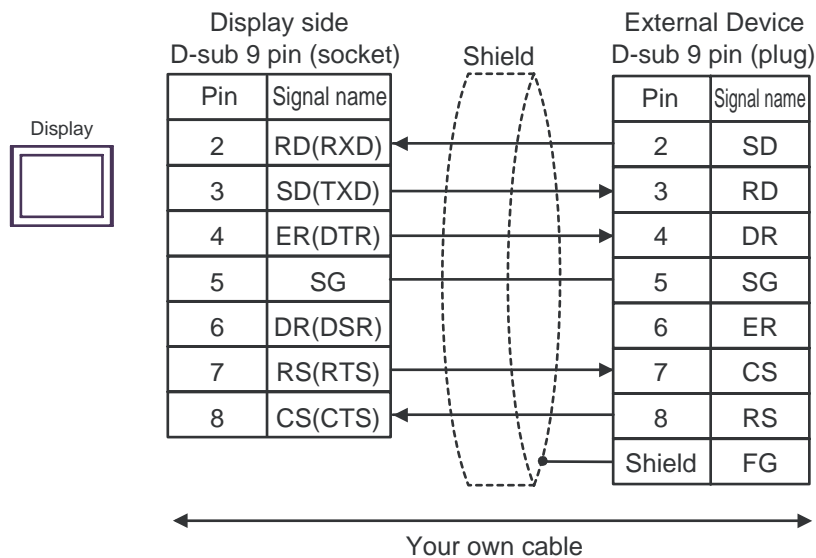 Display side
D-sub 9 pin (socket)
Shield
External Device
D-sub 9 pin (plug)
Display
Pin Signal name
2 RD(RXD)
3 SD(TXD)
4 ER(DTR)
5 SG
6 DR(DSR)
7 RS(RTS)
8 CS(CTS)
Pin Signal name
2 SD
3 RD
4 DR
5 SG
6 ER
7 CS
8 RS
Shield FG
Your own cable